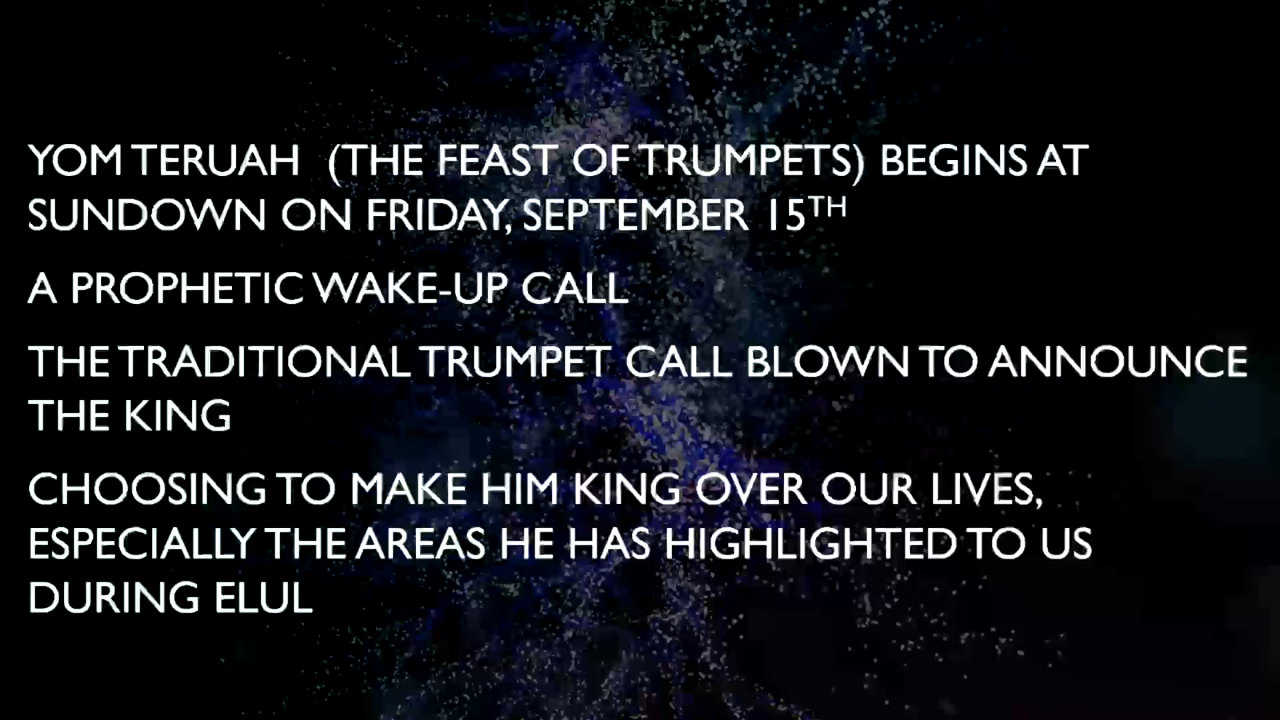 YOM TERUAH (THE FEAST OF TRUMPETS) BEGINS AT
SUNDOWN ON FRIDAY, SEPTEMBER 15TH
A PROPHETIC WAKE-UP CALL
THE TRADITIONAL TRUMPET CALL BLOWN TO ANNOUNCE
THE KING
CHOOSING TO MAKE HIM KING OVER OUR LIVES,
ESPECIALLY THE AREAS HE HAS HIGHLIGHTED TO US
DURING ELUL